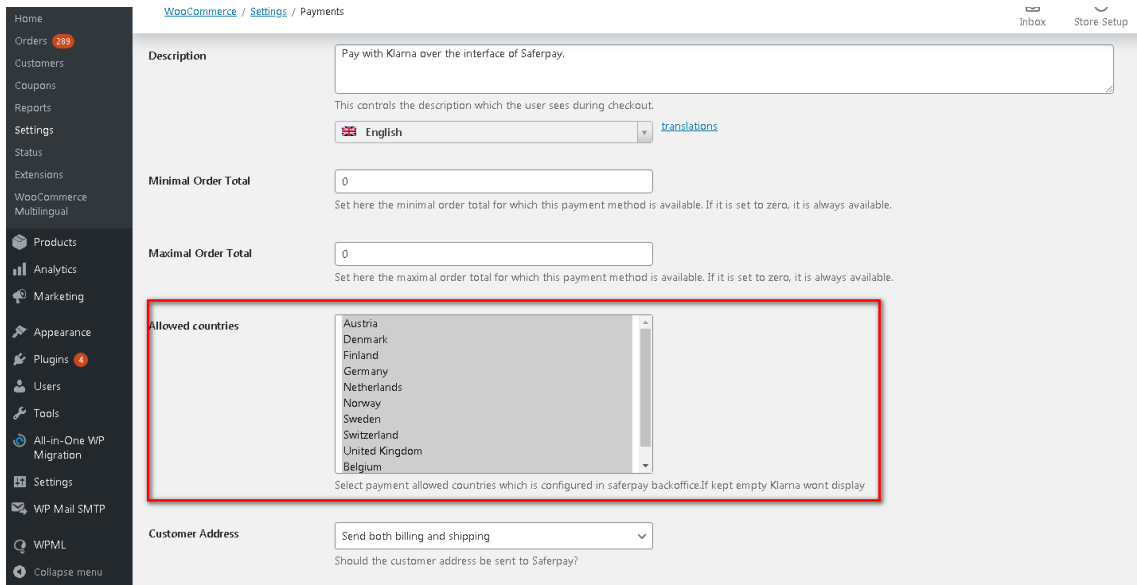 Home
Orders 289
Customers
Coupons
Reports
Settings
Status
Extensions
WooCommerce
Multilingual
Products
Analytics
Marketing
Appearance
Plugins 4
Users
Tools
All-in-One WP
Migration
Settings
WP Mail SMTP
WPML
Collapse menu
WooCommerce / Settings / Payments
Inbox
Store Setup
Description
Pay with Klarna over the interface of Saferpay.
This controls the description which the user sees during checkout.
English
translations
Minimal Order Total
0
Set here the minimal order total for which this payment method is available. If it is set to zero, it is always available.
Maximal Order Total
0
Set here the maximal order total for which this payment method is available. If it is set to zero, it is always available.
Allowed countries
Austria
Denmark
Finland
Germany
Netherlands
Norway
Sweden
Switzerland
United Kingdom
Belgium
Select payment allowed countries which is configured in saferpay backoffice.If kept empty Klarna wont display
Customer Address
Send both billing and shipping
Should the customer address be sent to Saferpay?